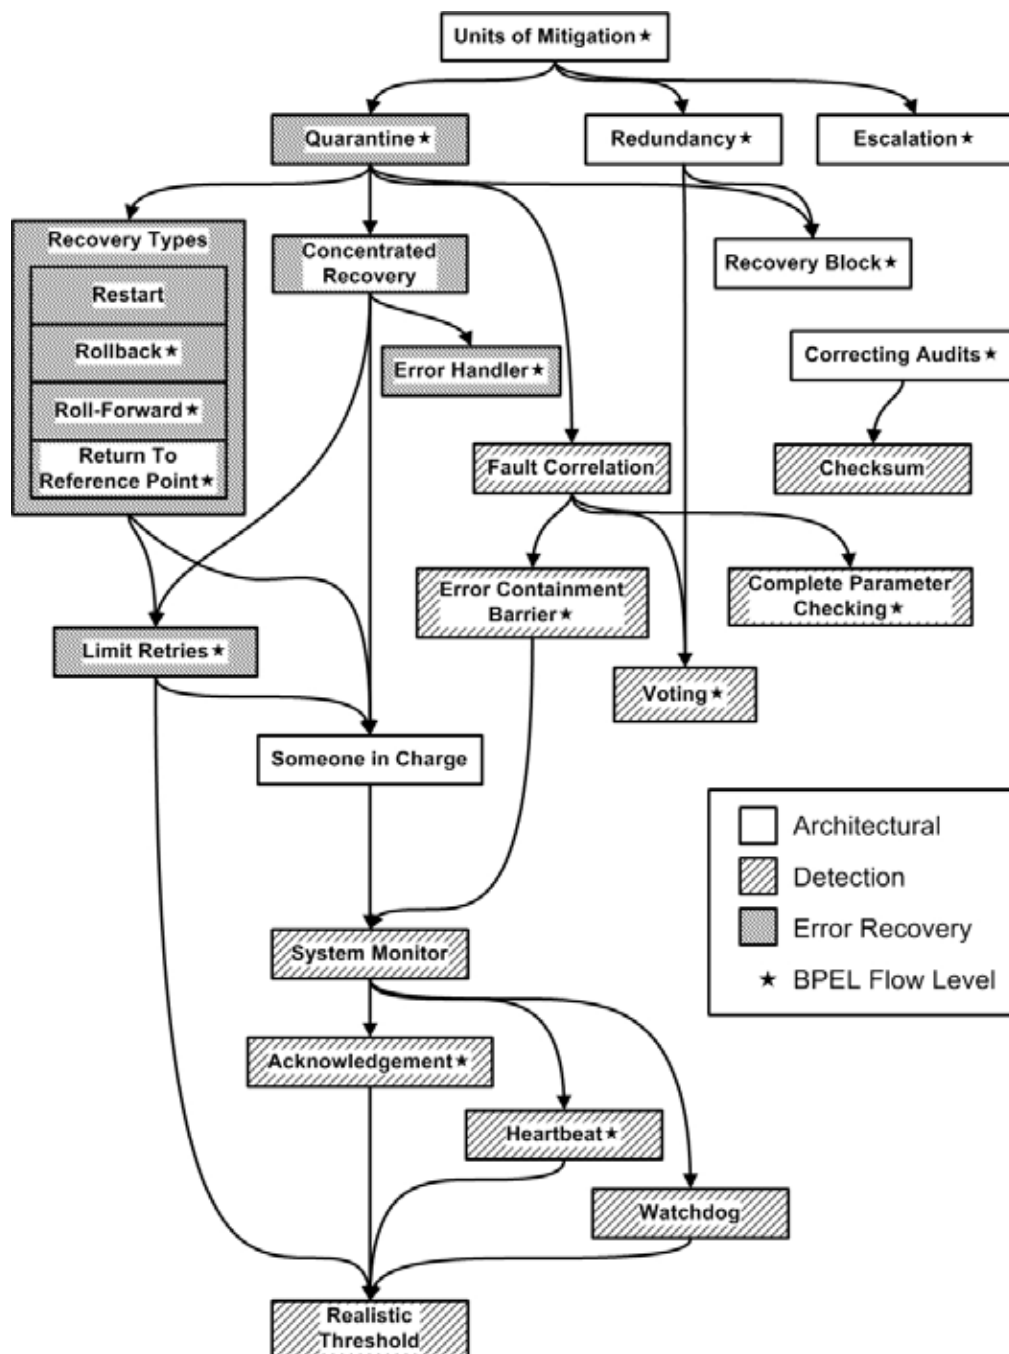 Units of Mitigation★
Quarantine★
Redundancy★
Escalation★
Recovery Types
Restart
Rollback★
Roll-Forward★
Return To
Reference Point★
Concentrated
Recovery
Recovery Block★
Error Handler★
Correcting Audits★
Fault Correlation
Checksum
Error Containment
Barrier★
Complete Parameter
Checking★
Limit Retries★
Voting★
Someone in Charge
Architectural
Detection
Error Recovery
★ BPEL Flow Level
System Monitor
Acknowledgement★
Heartbeat★
Watchdog
Realistic
Threshold